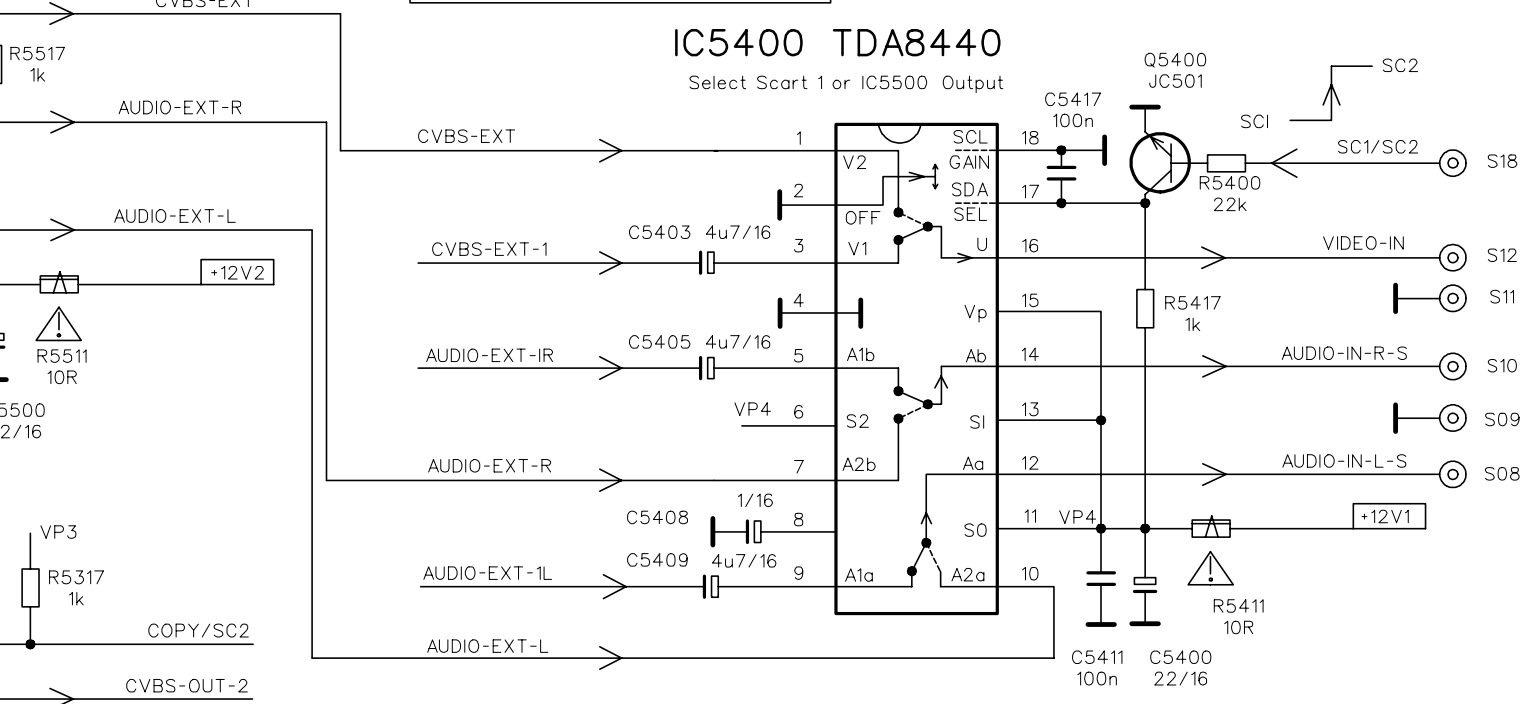 CVBS-EXT
IC5400 TDA8440
Select Scart 1 or IC5500 Output
R5517
1k
AUDIO-EXT-R
Q5400
JC501
SC2
C5417
100n
SC1
CVBS-EXT
1
V2
SCL
GAIN
18
SC1/SC2
S18
R5400
22k
2
OFF
SDA
SEL
17
AUDIO-EXT-L
C5403 4u7/16
CVBS-EXT-1
3
V1
U
16
VIDEO-IN
S12
+12V2
4
Vp
15
R5417
1k
S11
R5511
10R
C5405 4u7/16
AUDIO-EXT-IR
5
A1b
Ab
14
AUDIO-IN-R-S
S10
5500
2/16
VP4
6
S2
SI
13
S09
AUDIO-EXT-R
7
A2b
Aa
12
AUDIO-IN-L-S
S08
1/16
C5408
8
S0
11
VP4
+12V1
VP3
C5409 4u7/16
AUDIO-EXT-1L
9
A1a
A2a
10
R5317
1k
R5411
10R
COPY/SC2
AUDIO-EXT-L
C5411
100n
C5400
22/16
CVBS-OUT-2